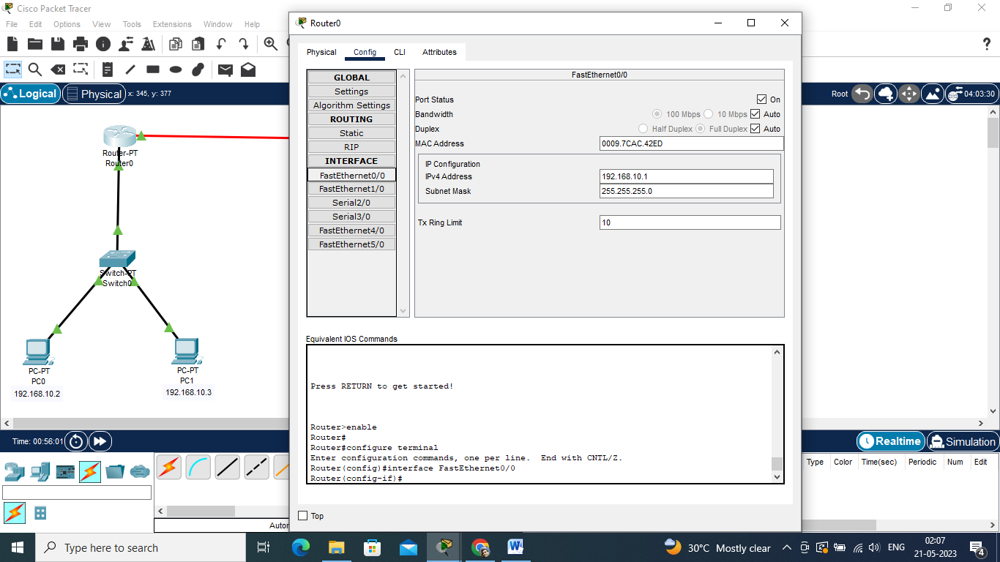 Cisco Packet Tracer
File Edit Options View Tools Extensions Window Help
Logical
Physical
x: 345, y: 377
Root
04:03:30
Router-PT
Router0
Switch-PT
Switch0
PC-PT
PC0
192.168.10.2
PC-PT
PC1
192.168.10.3
Router0
Physical Config CLI Attributes
GLOBAL
Settings
Algorithm Settings
ROUTING
Static
RIP
INTERFACE
FastEthernet0/0
FastEthernet1/0
Serial2/0
Serial3/0
FastEthernet4/0
FastEthernet5/0
FastEthernet0/0
Port Status On
Bandwidth 100 Mbps 10 Mbps Auto
Duplex Half Duplex Full Duplex Auto
MAC Address 0009.7CAC.42ED
IP Configuration
IPv4 Address 192.168.10.1
Subnet Mask 255.255.255.0
Tx Ring Limit 10
Equivalent IOS Commands
Press RETURN to get started!
Router>enable
Router#
Router#configure terminal
Enter configuration commands, one per line. End with CNTL/Z.
Router(config)#interface FastEthernet0/0
Router(config-if)#
Top
Time: 00:56:01
Realtime
Simulation
Type Color Time(sec) Periodic Num Edit
Autor
Type here to search
30°C Mostly clear
ENG
02:07
21-05-2023
4